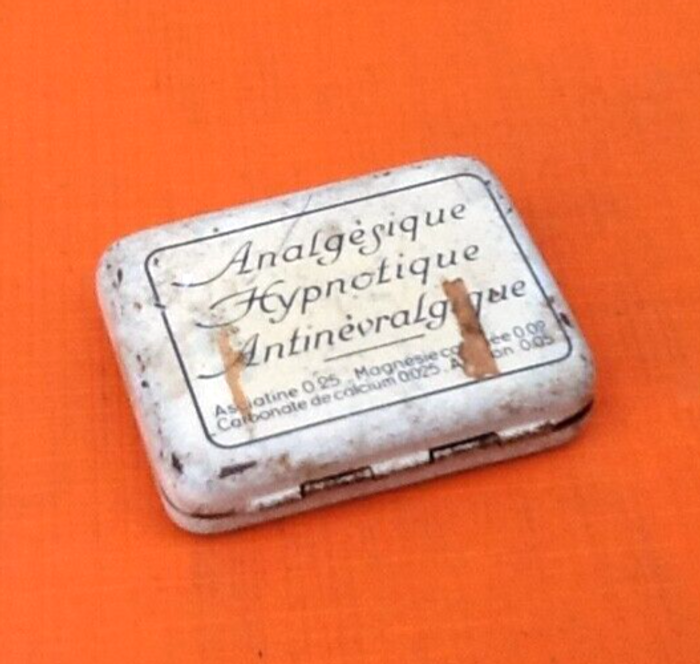 Analgésique
Hypnotique
Antinévralgique
0.25 Magnésie 0.02
Carbonate de calcium 0.025 0.05